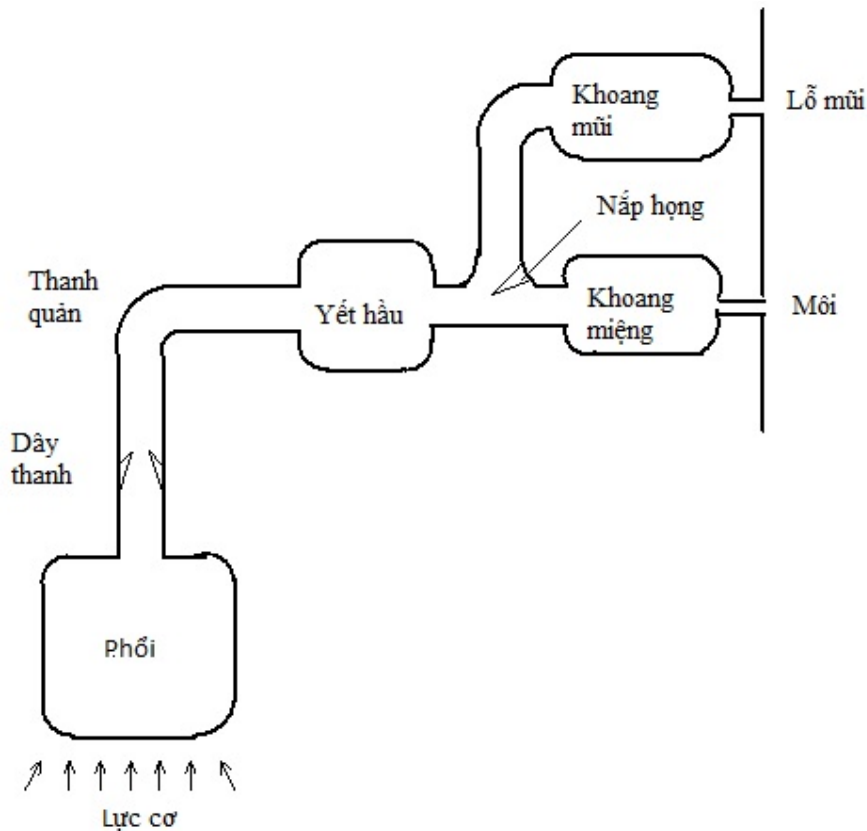 Khoang
mũi
Lỗ mũi
Nắp họng
Thanh
quản
Yết hầu
Khoang
miệng
Môi
Dây
thanh
Phổi
Lực cơ